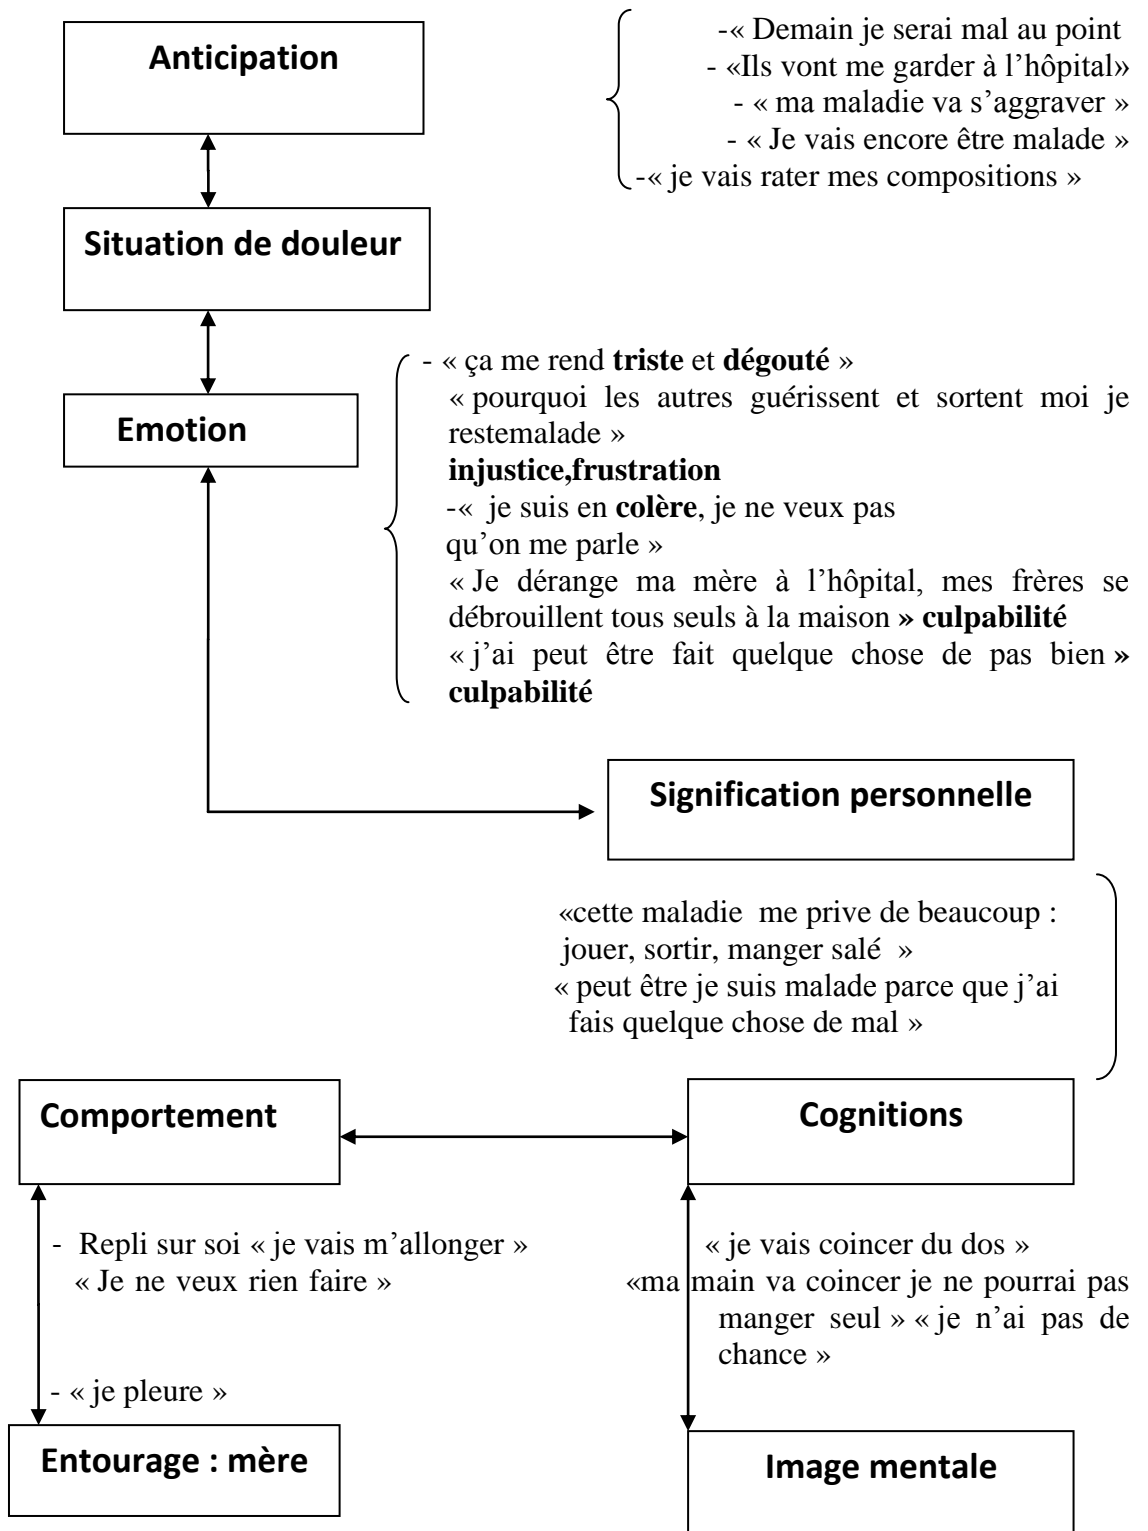 Anticipation
-« Demain je serai mal au point
- «Ils vont me garder à l’hôpital»
- « ma maladie va s’aggraver »
- « Je vais encore être malade »
-« je vais rater mes compositions »
Situation de douleur
Emotion
- « ça me rend triste et dégouté »
« pourquoi les autres guérissent et sortent moi je
restemalade »
injustice,frustration
-« je suis en colère, je ne veux pas
qu’on me parle »
« Je dérange ma mère à l’hôpital, mes frères se
débrouillent tous seuls à la maison » culpabilité
« j’ai peut être fait quelque chose de pas bien »
culpabilité
Signification personnelle
«cette maladie me prive de beaucoup :
jouer, sortir, manger salé »
« peut être je suis malade parce que j’ai
fais quelque chose de mal »
Comportement
Cognitions
- Repli sur soi « je vais m’allonger »
« Je ne veux rien faire »
- « je pleure »
« je vais coincer du dos »
«ma main va coincer je ne pourrai pas
manger seul » « je n’ai pas de
chance »
Entourage : mère
Image mentale